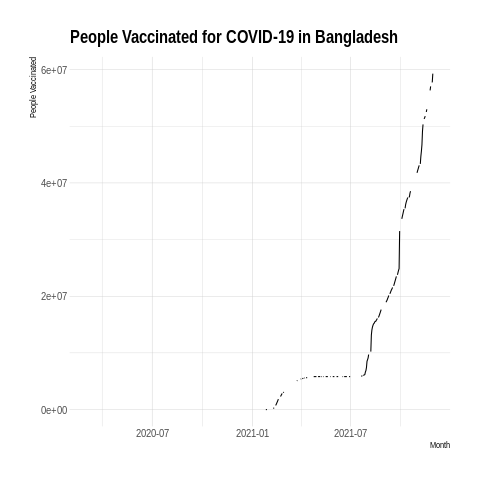 People Vaccinated for COVID-19 in Bangladesh
People Vaccinated
6e+07
4e+07
2e+07
0e+00
2020-07
2021-01
2021-07
Month